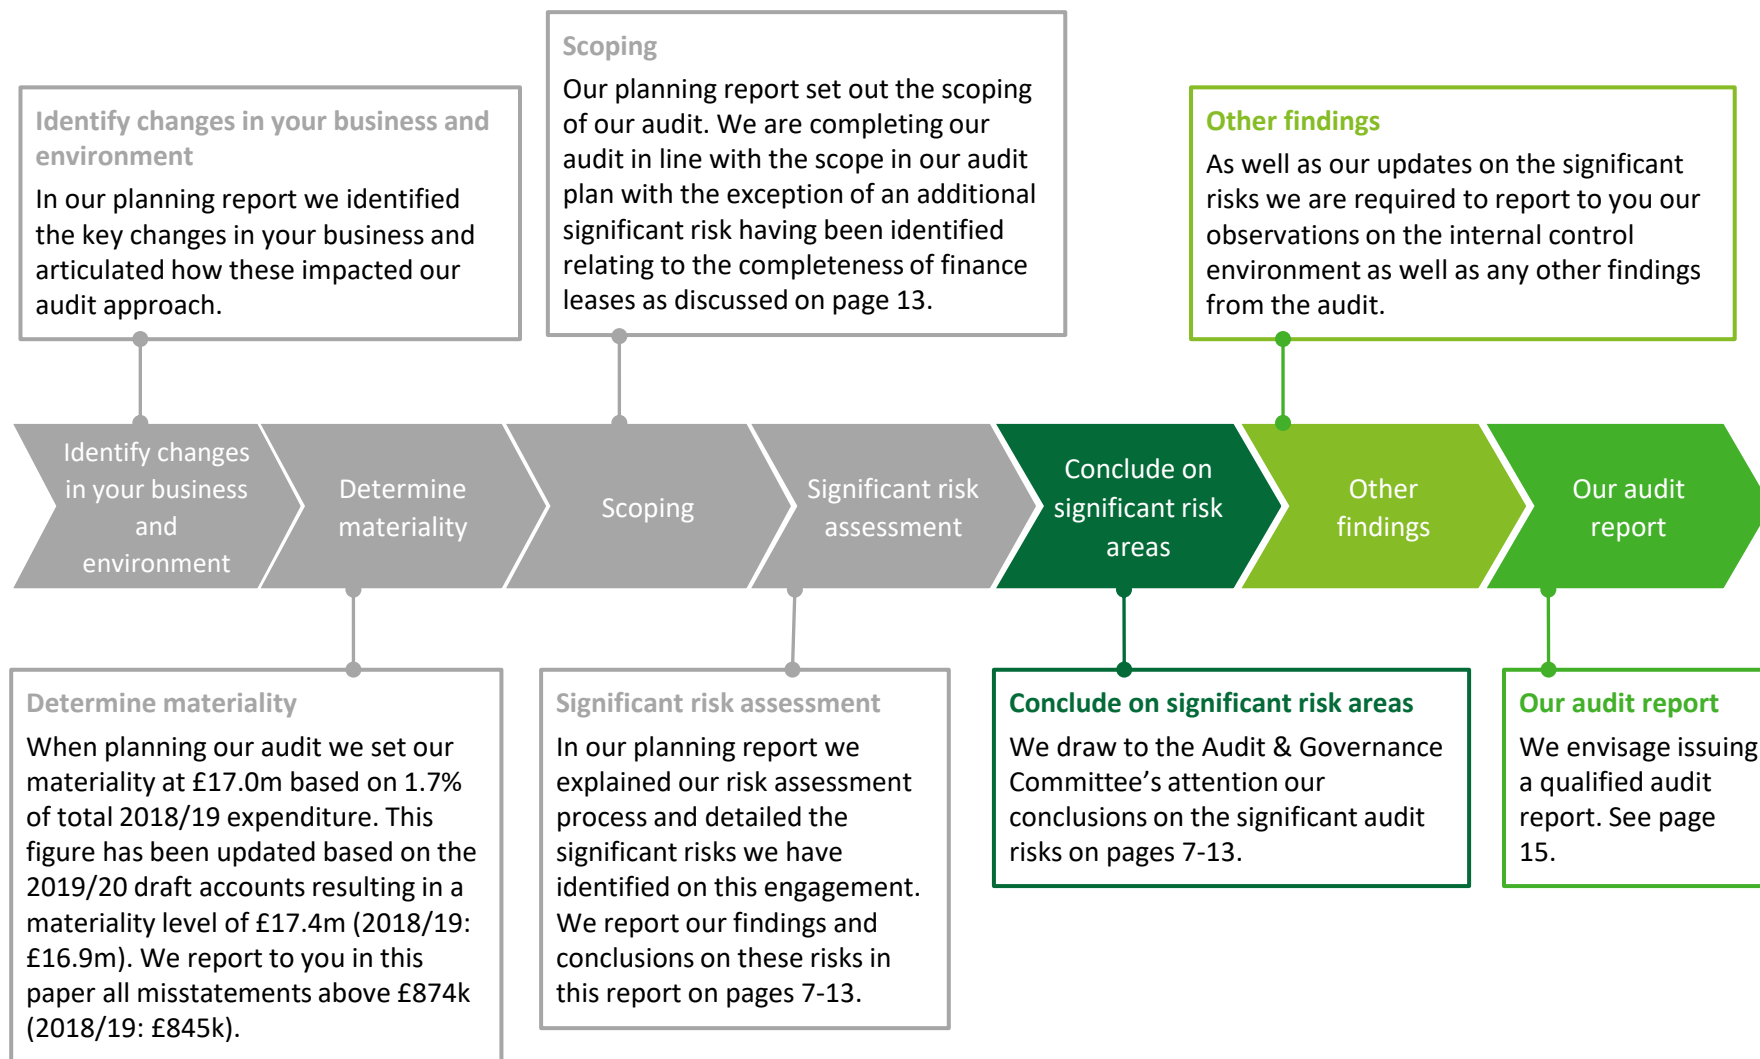 Scoping
Our planning report set out the scoping
of our audit. We are completing our
audit in line with the scope in our audit
plan with the exception of an additional
significant risk having been identified
relating to the completeness of finance
leases as discussed on page 13.
Identify changes in your business and
environment
In our planning report we identified
the key changes in your business and
articulated how these impacted our
audit approach.
Other findings
As well as our updates on the significant
risks we are required to report to you our
observations on the internal control
environment as well as any other findings
from the audit.
Identify changes
in your business
and
environment
Determine
materiality
Scoping
Significant risk
assessment
Conclude on
significant risk
areas
Other
findings
Our audit
report
Determine materiality
When planning our audit we set our
materiality at £17.0m based on 1.7%
of total 2018/19 expenditure. This
figure has been updated based on the
2019/20 draft accounts resulting in a
materiality level of £17.4m (2018/19:
£16.9m). We report to you in this
paper all misstatements above £874k
(2018/19: £845k).
Significant risk assessment
In our planning report we
explained our risk assessment
process and detailed the
significant risks we have
identified on this engagement.
We report our findings and
conclusions on these risks in
this report on pages 7-13.
Conclude on significant risk areas
We draw to the Audit & Governance
Committee’s attention our
conclusions on the significant audit
risks on pages 7-13.
Our audit report
We envisage issuing
a qualified audit
report. See page
15.